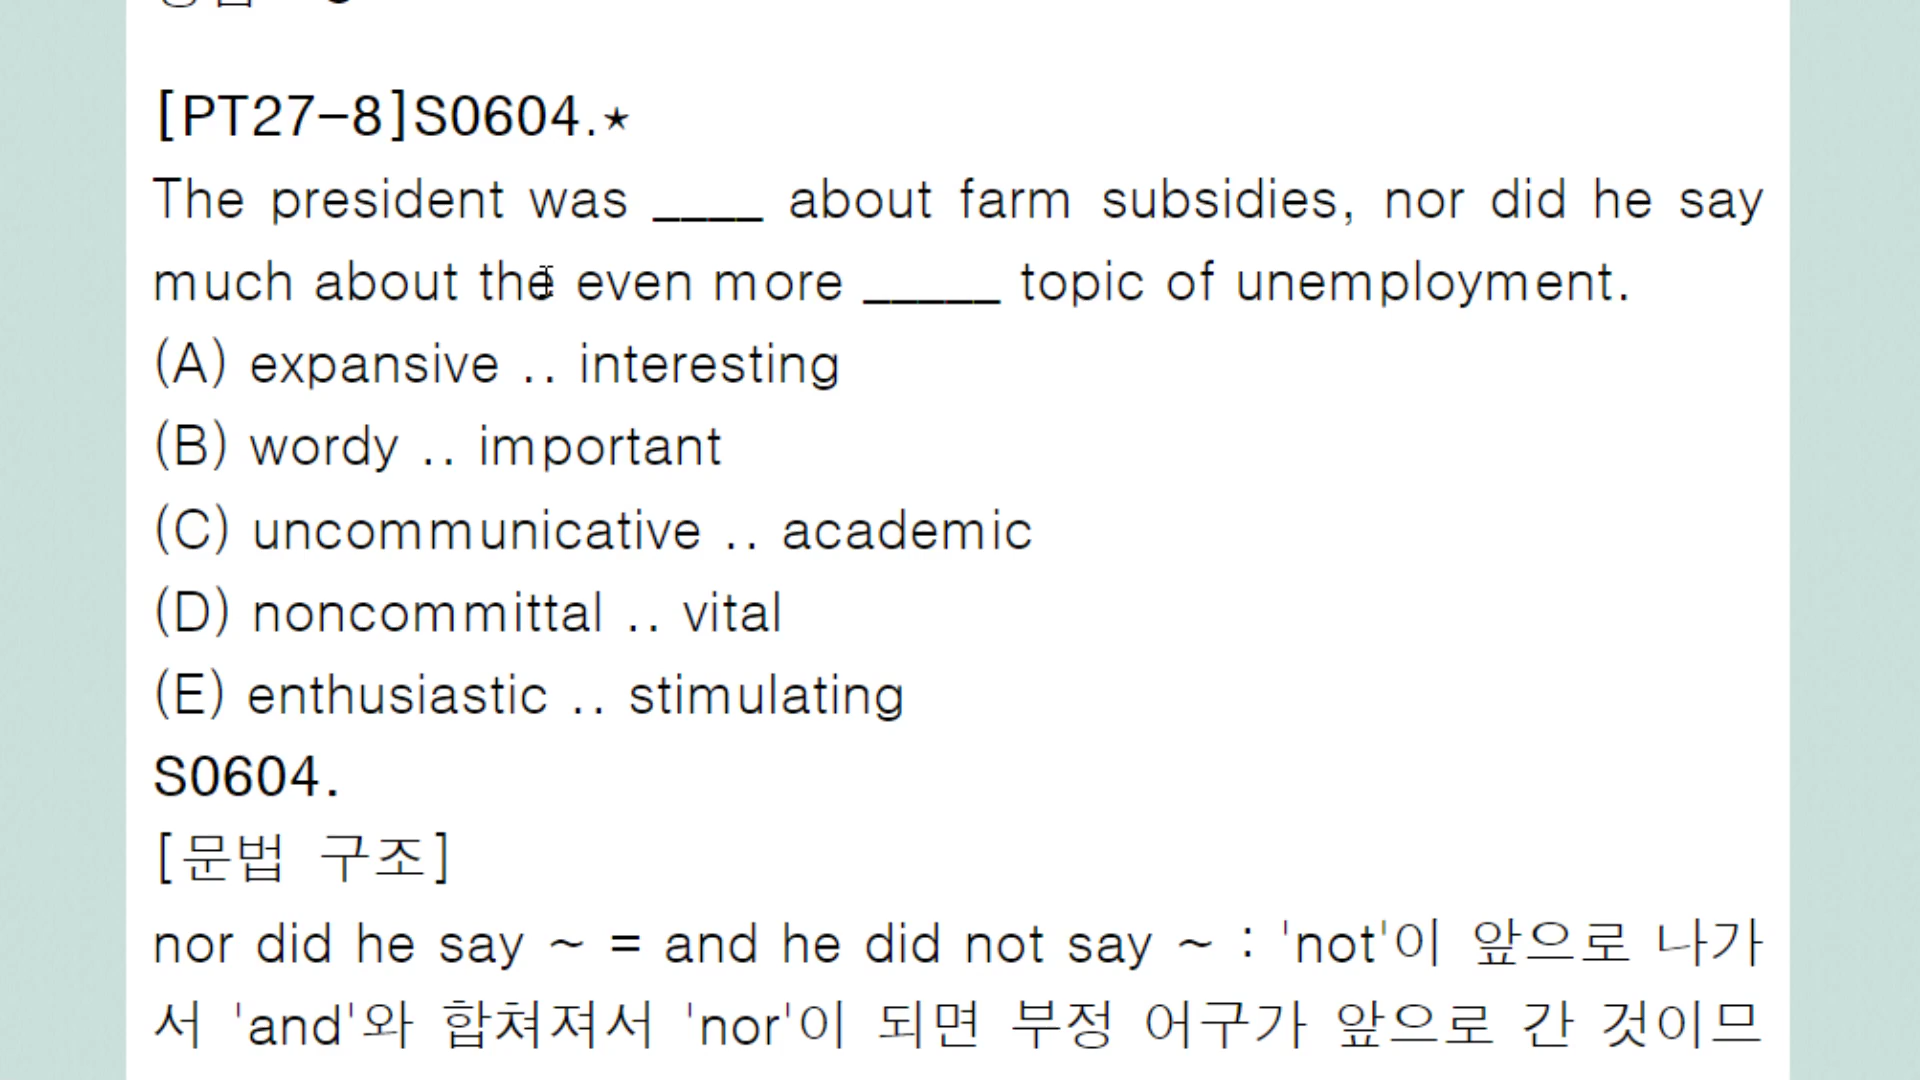 [PT27-8]S0604.⋆
The president was ____ about farm subsidies, nor did he say
much about the even more _____ topic of unemployment.
(A) expansive .. interesting
(B) wordy .. important
(C) uncommunicative .. academic
(D) noncommittal .. vital
(E) enthusiastic .. stimulating
S0604.
[문법 구조]
nor did he say ~ = and he did not say ~ : 'not'이 앞으로 나가
서 'and'와 합쳐져서 'nor'이 되면 부정 어구가 앞으로 간 것이므